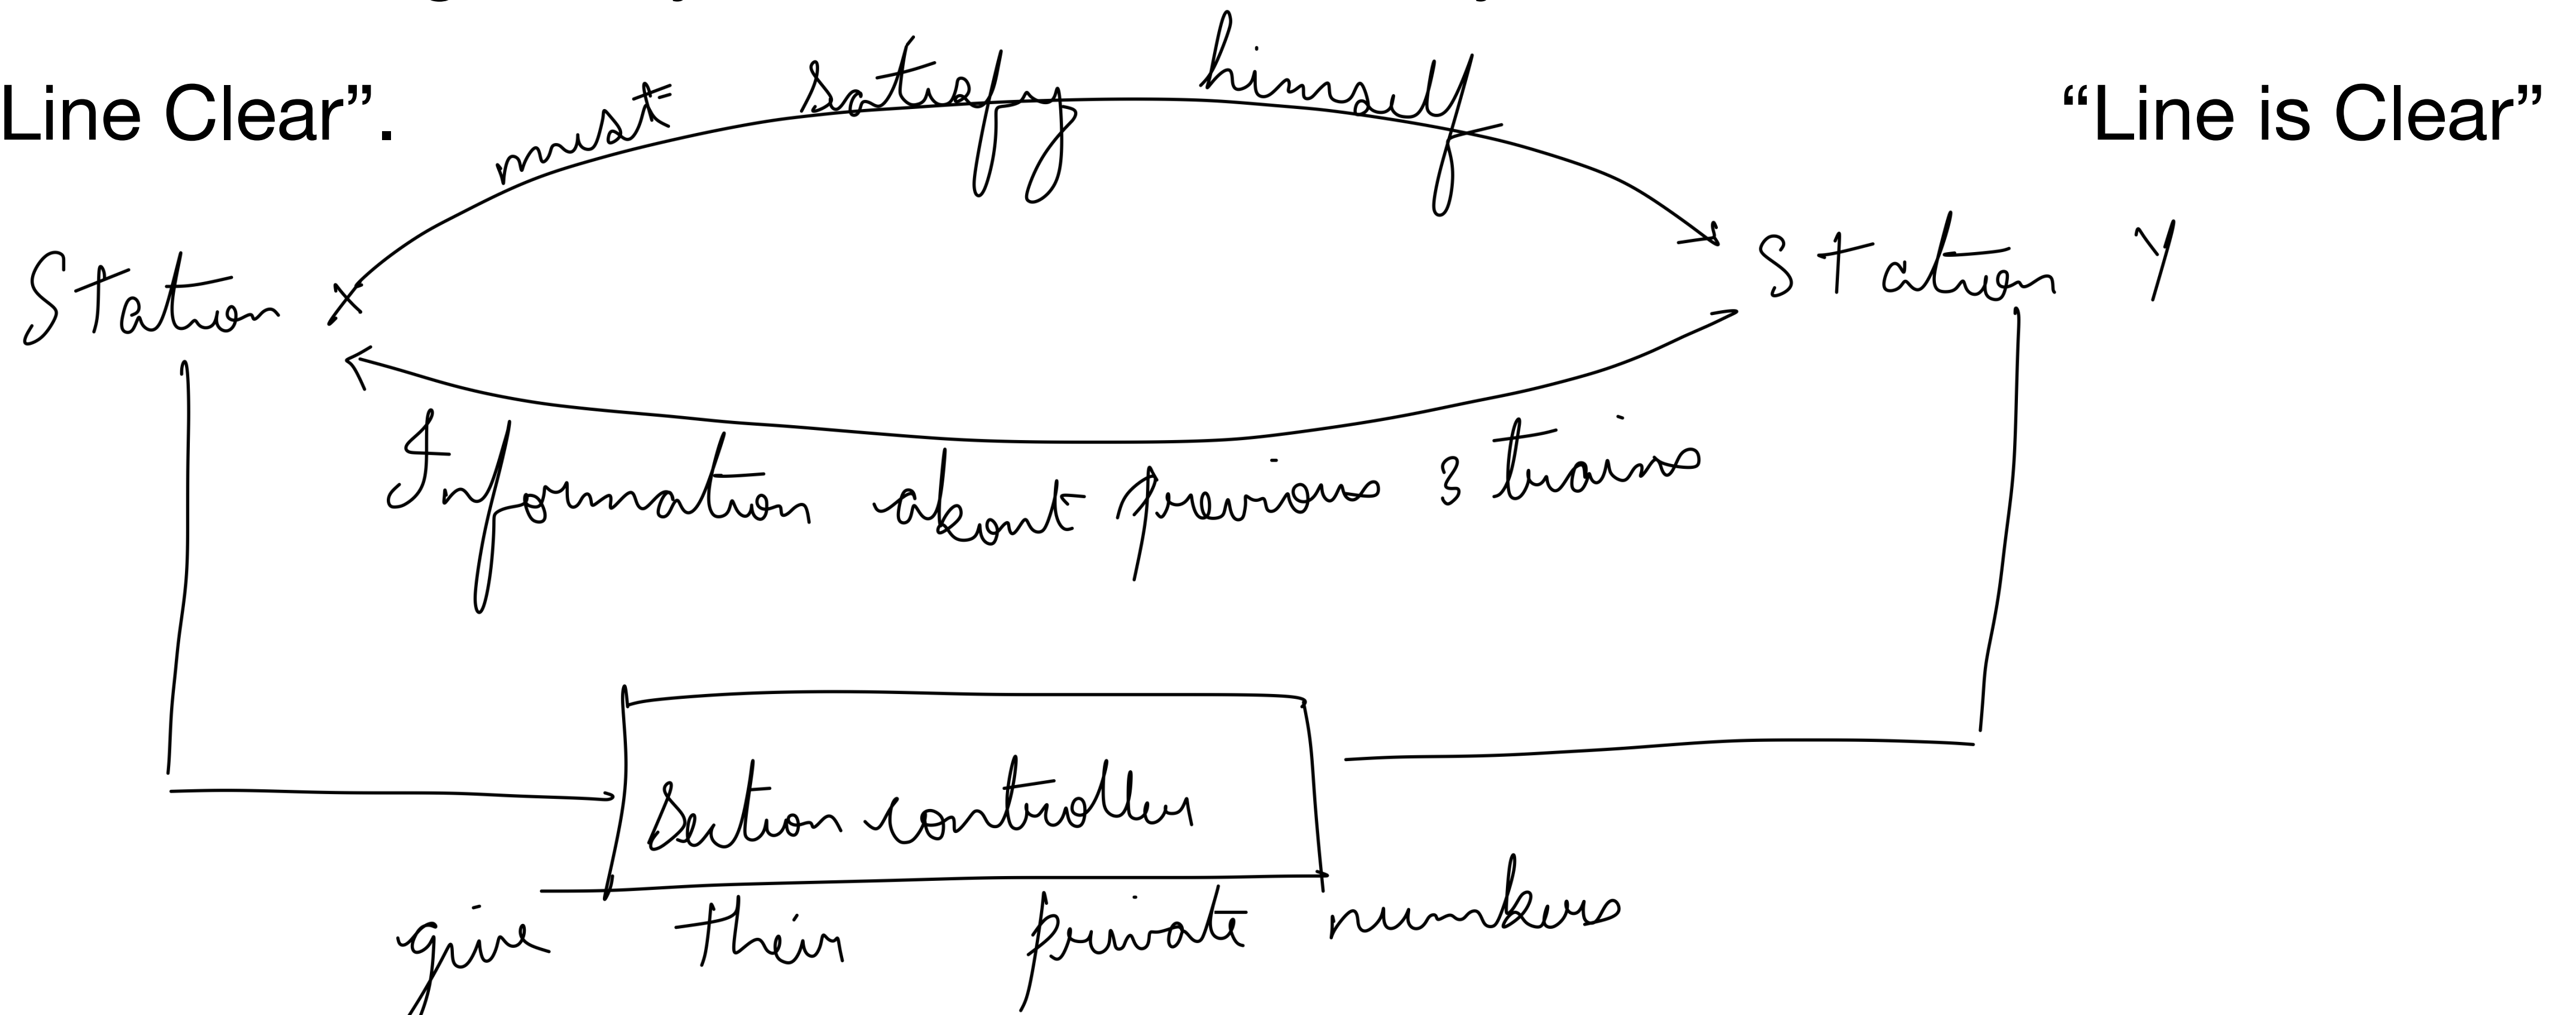 must satisfy himself
Line Clear”. “Line is Clear”
Station X Station Y
Information about previous 3 trains
Section controller
give their private numbers